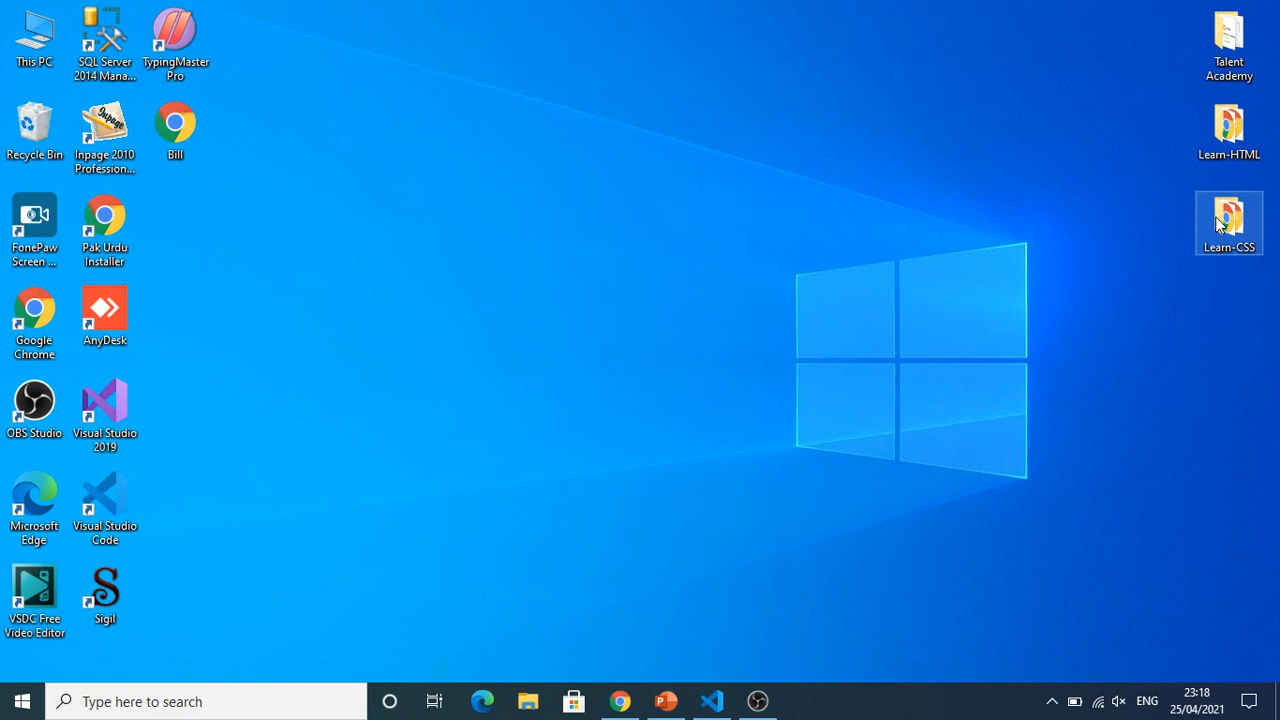 This PC
SQL Server
2014 Mana...
TypingMaster
Pro
Recycle Bin
Inpage 2010
Profession...
Bill
FonePaw
Screen ...
Pak Urdu
Installer
Google
Chrome
AnyDesk
OBS Studio
Visual Studio
2019
Microsoft
Edge
Visual Studio
Code
VSDC Free
Video Editor
Sigil
Talent
Academy
Learn-HTML
Learn-CSS
Type here to search
ENG
23:18
25/04/2021